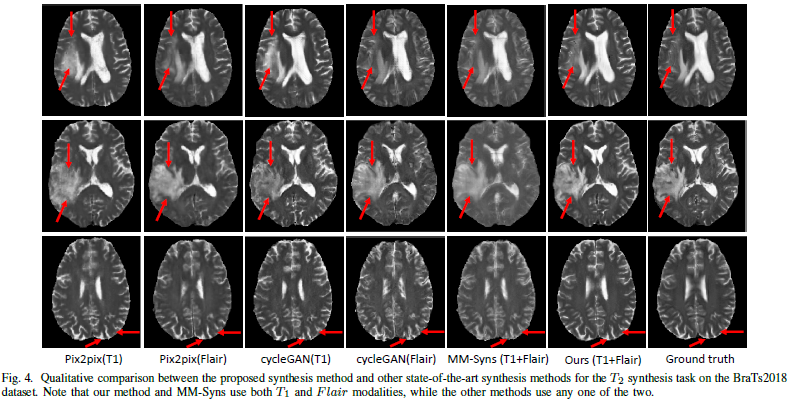 Pix2pix(T1) Pix2pix(Flair) cycleGAN(T1) cycleGAN(Flair) MM-Syns (T1+Flair) Ours (T1+Flair) Ground truth
Fig. 4. Qualitative comparison between the proposed synthesis method and other state-of-the-art synthesis methods for the T2 synthesis task on the BraTs2018
dataset. Note that our method and MM-Syns use both T1 and Flair modalities, while the other methods use any one of the two.